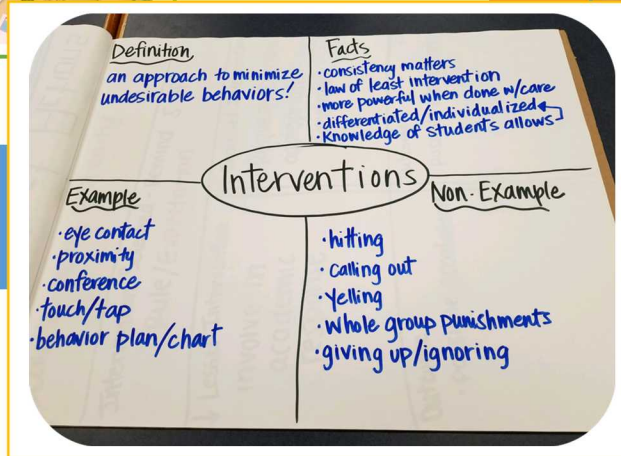 Definition
an approach to minimize
undesirable behaviors!
Facts
·consistency matters
·law of least intervention
·more powerful when done w/care
·differentiated/individualized
·Knowledge of students allows
Interventions
Example
·eye contact
·proximity
·conference
·touch/tap
·behavior plan/chart
Non-Example
·hitting
·calling out
·yelling
·whole group punishments
·giving up/ignoring